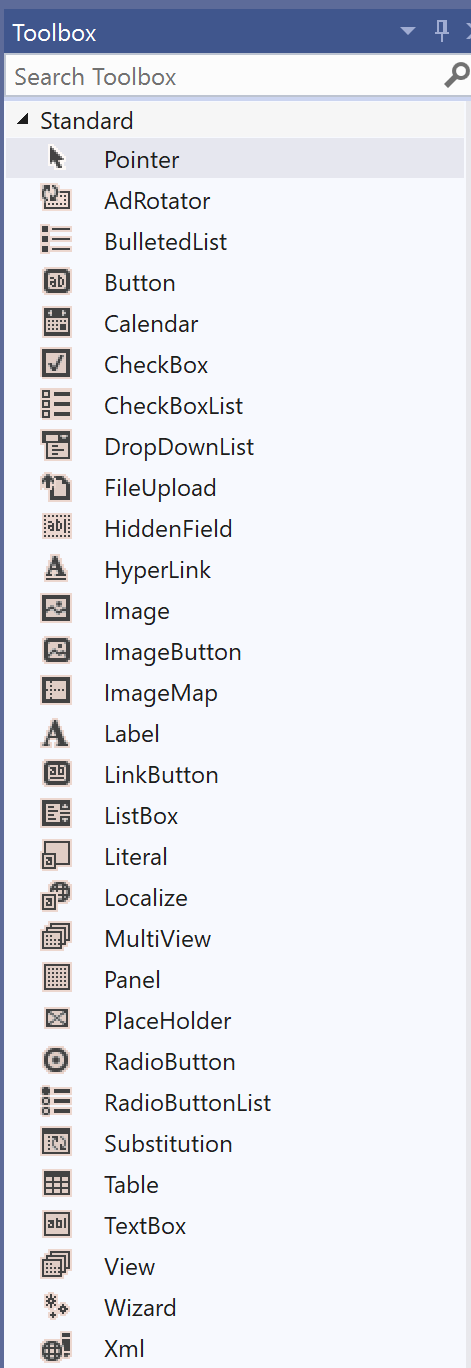 Toolbox
Search Toolbox
Standard
Pointer
AdRotator
BulletedList
Button
Calendar
CheckBox
CheckBoxList
DropDownList
FileUpload
HiddenField
HyperLink
Image
ImageButton
ImageMap
Label
LinkButton
ListBox
Literal
Localize
MultiView
Panel
PlaceHolder
RadioButton
RadioButtonList
Substitution
Table
TextBox
View
Wizard
Xml